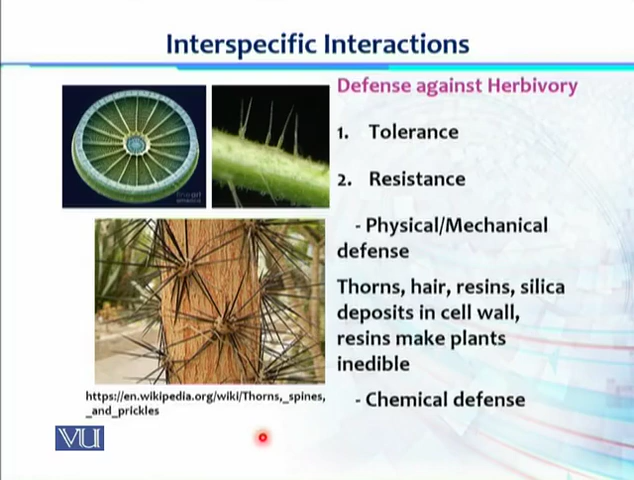 Interspecific Interactions
Defense against Herbivory
1. Tolerance
2. Resistance
- Physical/Mechanical
defense
Thorns, hair, resins, silica
deposits in cell wall,
resins make plants
inedible
- Chemical defense
https://en.wikipedia.org/wiki/Thorns,_spines,
_and_prickles
VU